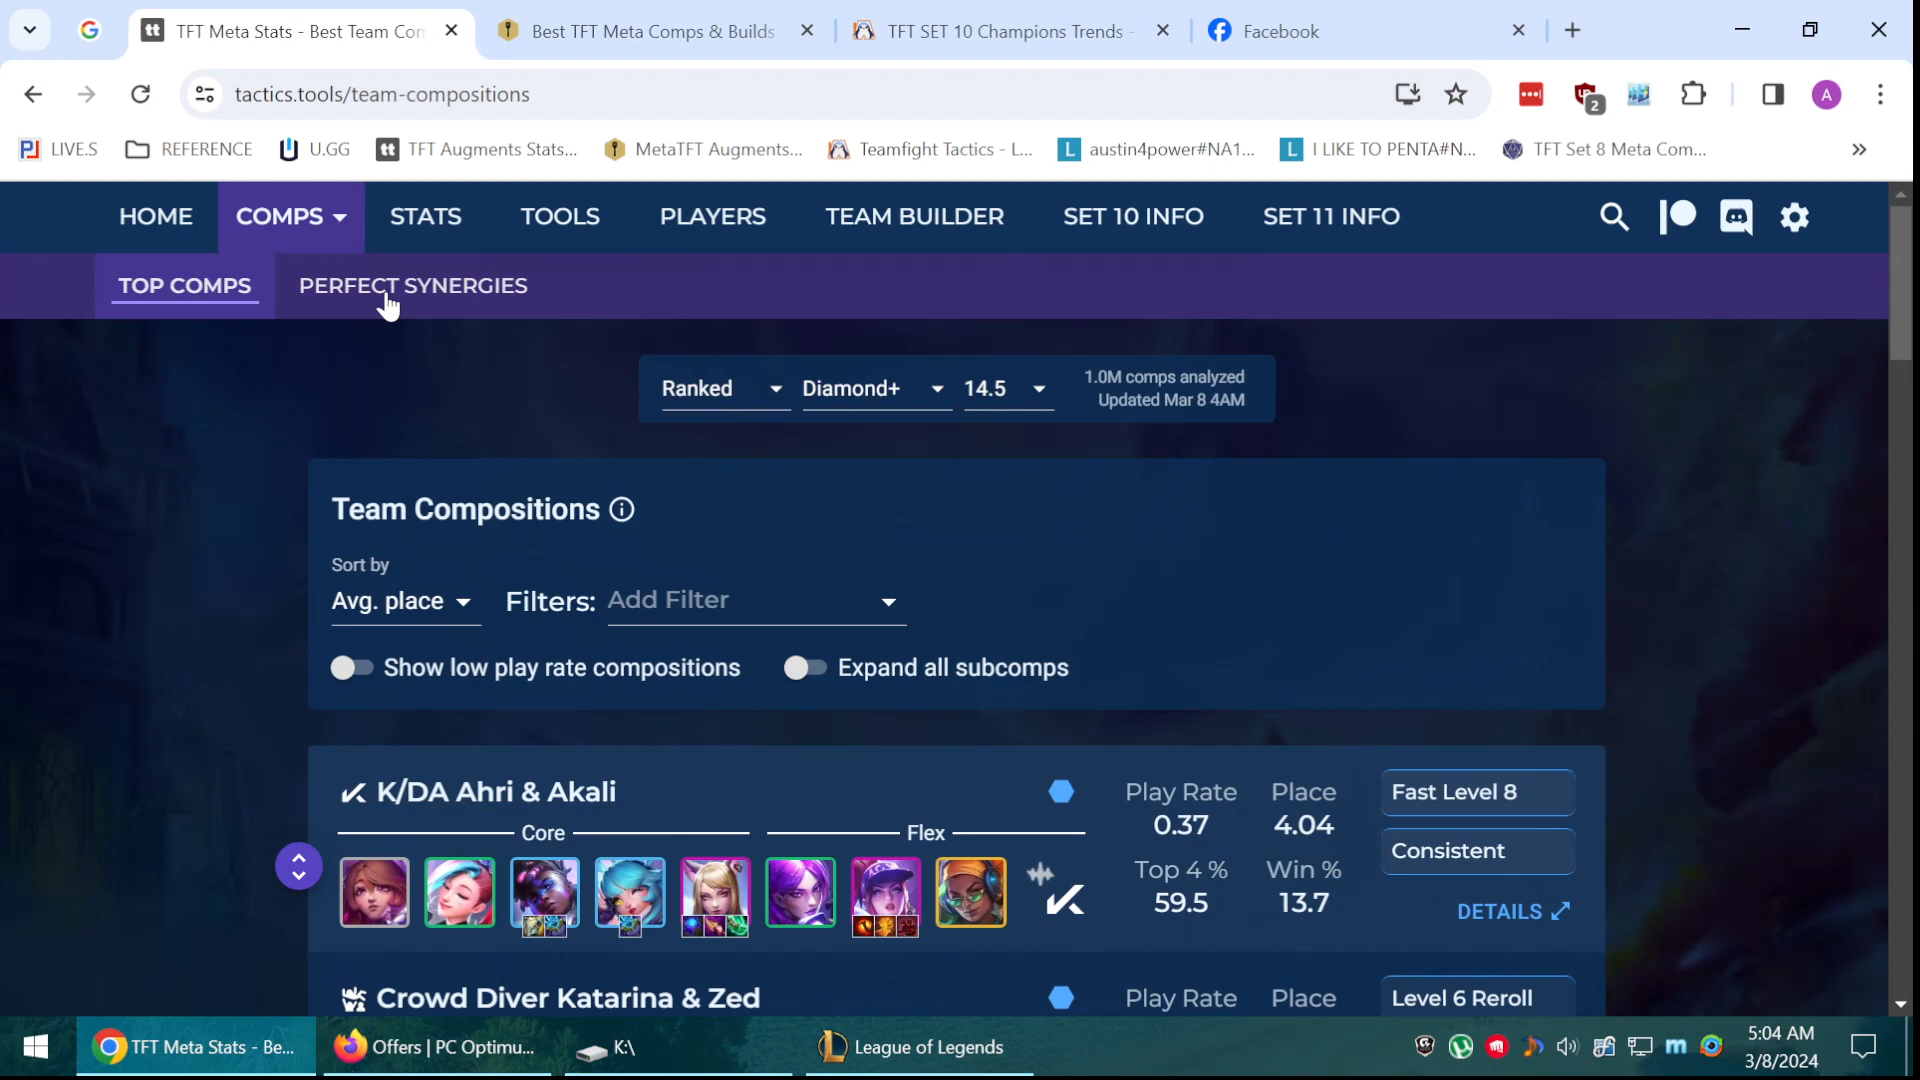 TFT Meta Stats - Best Team Com
Best TFT Meta Comps & Builds
TFT SET 10 Champions Trends -
Facebook
tactics.tools/team-compositions
2
A
LIVE.S
REFERENCE
U.GG
TFT Augments Stats...
MetaTFT Augments...
Teamfight Tactics - L...
austin4power#NA1...
I LIKE TO PENTA#N...
TFT Set 8 Meta Com...
HOME
COMPS
STATS
TOOLS
PLAYERS
TEAM BUILDER
SET 10 INFO
SET 11 INFO
TOP COMPS
PERFECT SYNERGIES
Ranked
Diamond+
14.5
1.0M comps analyzed
Updated Mar 8 4AM
Team Compositions
Sort by
Avg. place
Filters: Add Filter
Show low play rate compositions
Expand all subcomps
K/DA Ahri & Akali
Core
Flex
Play Rate
0.37
Place
4.04
Top 4 %
59.5
Win %
13.7
Fast Level 8
Consistent
DETAILS
Crowd Diver Katarina & Zed
Play Rate
Place
Level 6 Reroll
TFT Meta Stats - Be...
Offers | PC Optimu...
K:\
League of Legends
5:04 AM
3/8/2024